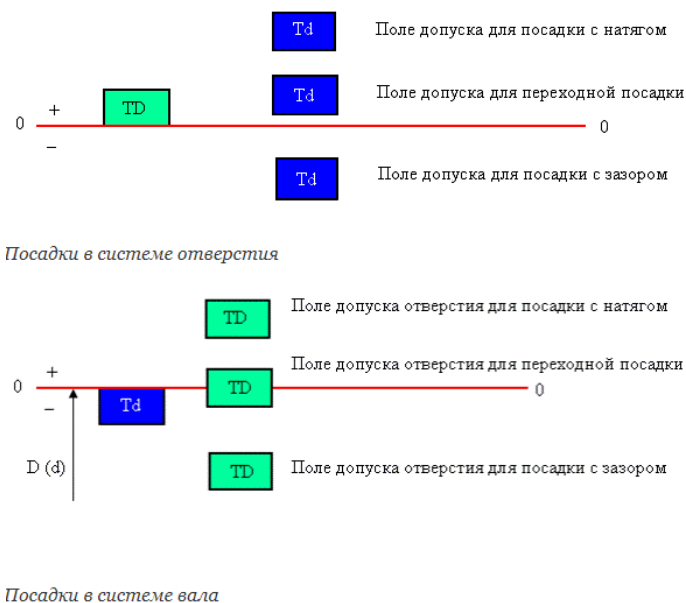 Td Поле допуска для посадки с натягом
Td Поле допуска для переходной посадки
+ TD
0 0
–
Td Поле допуска для посадки с зазором
Посадки в системе отверстия
TD Поле допуска отверстия для посадки с натягом
Поле допуска отверстия для переходной посадки
+
0 TD 0
– Td
D (d) TD Поле допуска отверстия для посадки с зазором
Посадки в системе вала